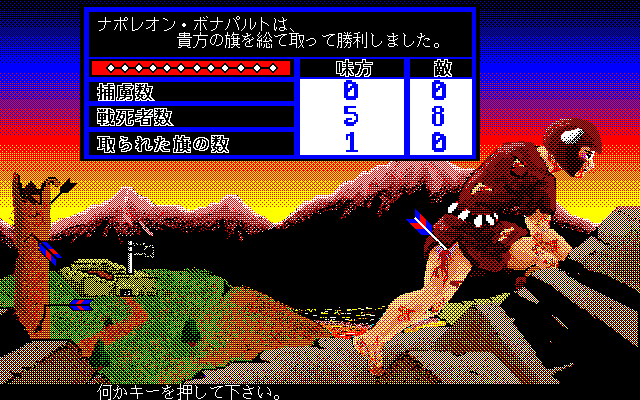 ナポレオン・ボナパルトは、
貴方の旗を総て取って勝利しました。
味方 敵
捕虜数 0 0
戦死者数 5 8
取られた旗の数 1 0
何かキーを押して下さい。